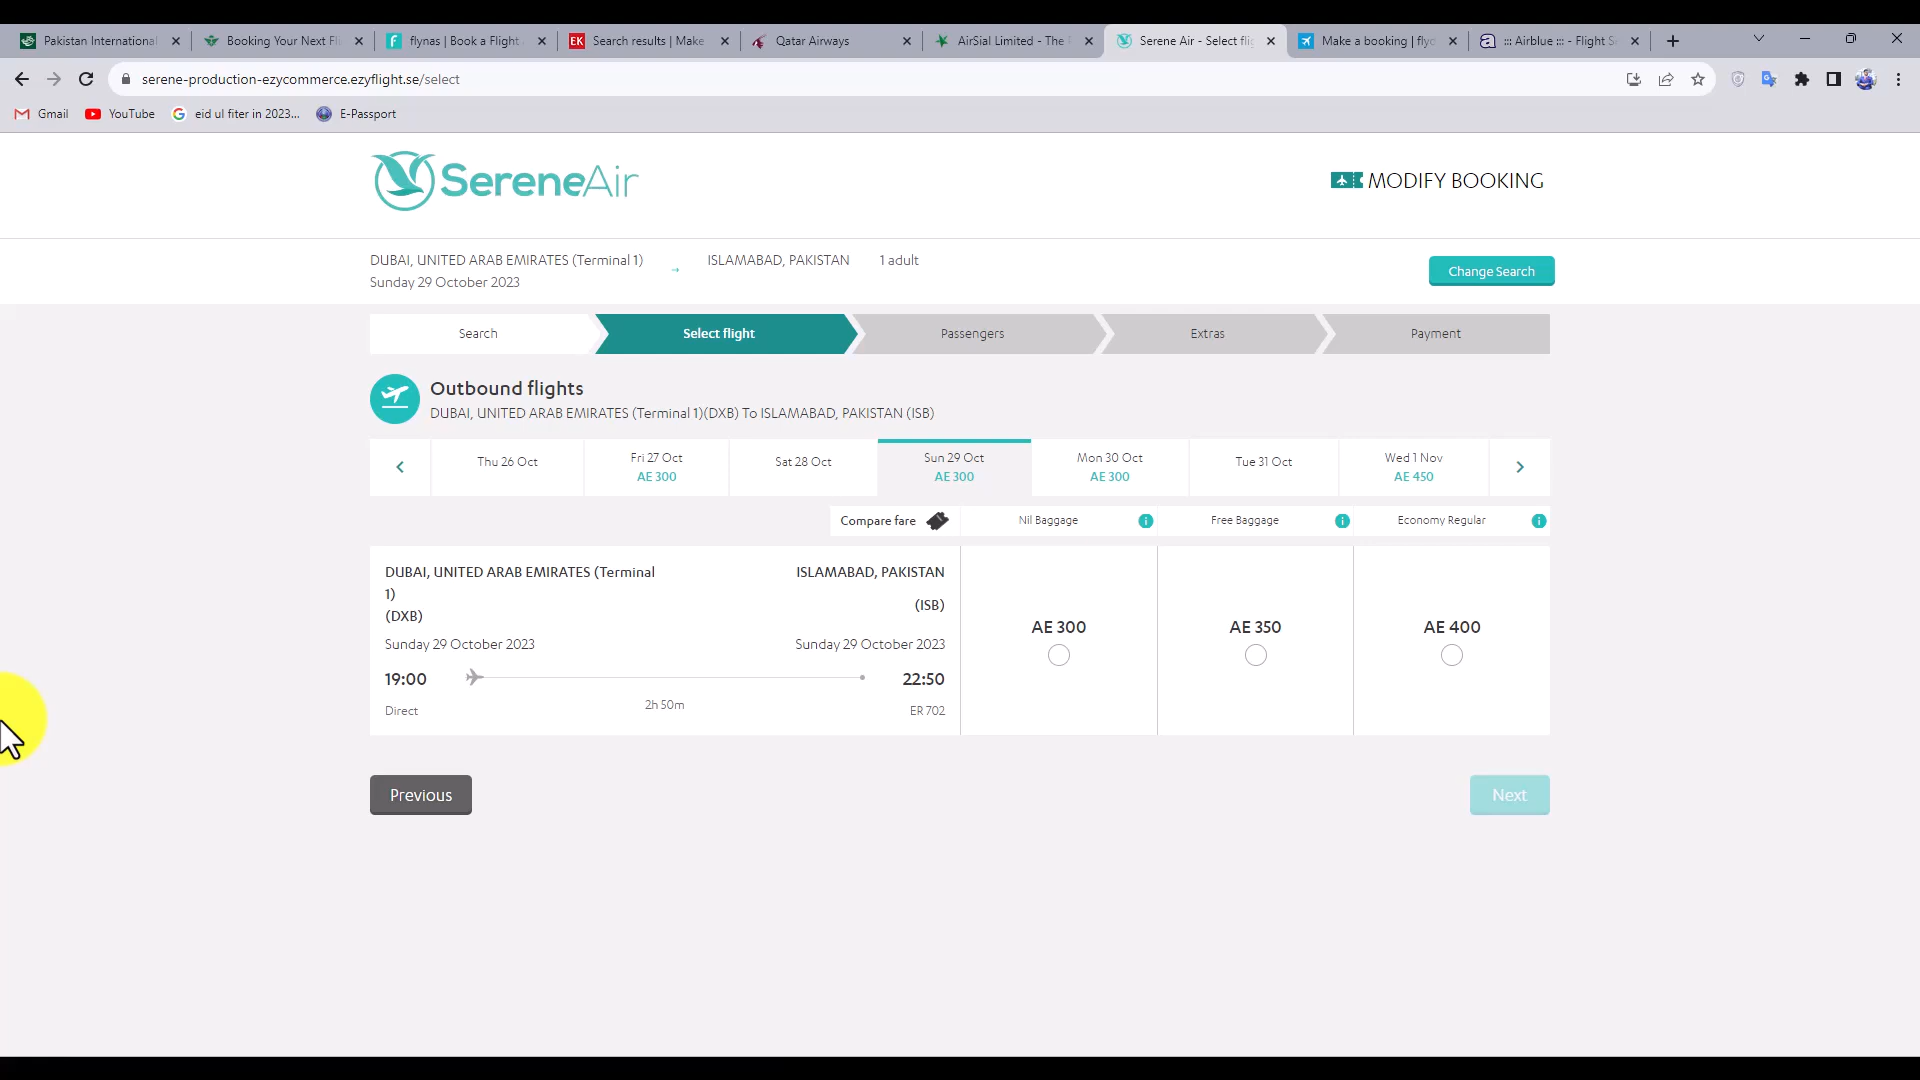 Pakistan International
Booking Your Next Fli
flynas | Book a Flight
EK Search results | Make
Qatar Airways
AirSial Limited - The
Serene Air - Select fli
Make a booking | flyd
::: Airblue ::: - Flight S
serene-production-ezycommerce.ezyflight.se/select
Gmail
YouTube
eid ul fiter in 2023...
E-Passport
SereneAir
MODIFY BOOKING
DUBAI, UNITED ARAB EMIRATES (Terminal 1)
→
ISLAMABAD, PAKISTAN
1 adult
Sunday 29 October 2023
Change Search
Search
Select flight
Passengers
Extras
Payment
Outbound flights
DUBAI, UNITED ARAB EMIRATES (Terminal 1)(DXB) To ISLAMABAD, PAKISTAN (ISB)
Thu 26 Oct
Fri 27 Oct
AE 300
Sat 28 Oct
Sun 29 Oct
AE 300
Mon 30 Oct
AE 300
Tue 31 Oct
Wed 1 Nov
AE 450
Compare fare
Nil Baggage
Free Baggage
Economy Regular
DUBAI, UNITED ARAB EMIRATES (Terminal
1)
(DXB)
ISLAMABAD, PAKISTAN
(ISB)
Sunday 29 October 2023
Sunday 29 October 2023
19:00
22:50
2h 50m
Direct
ER 702
AE 300
AE 350
AE 400
Previous
Next